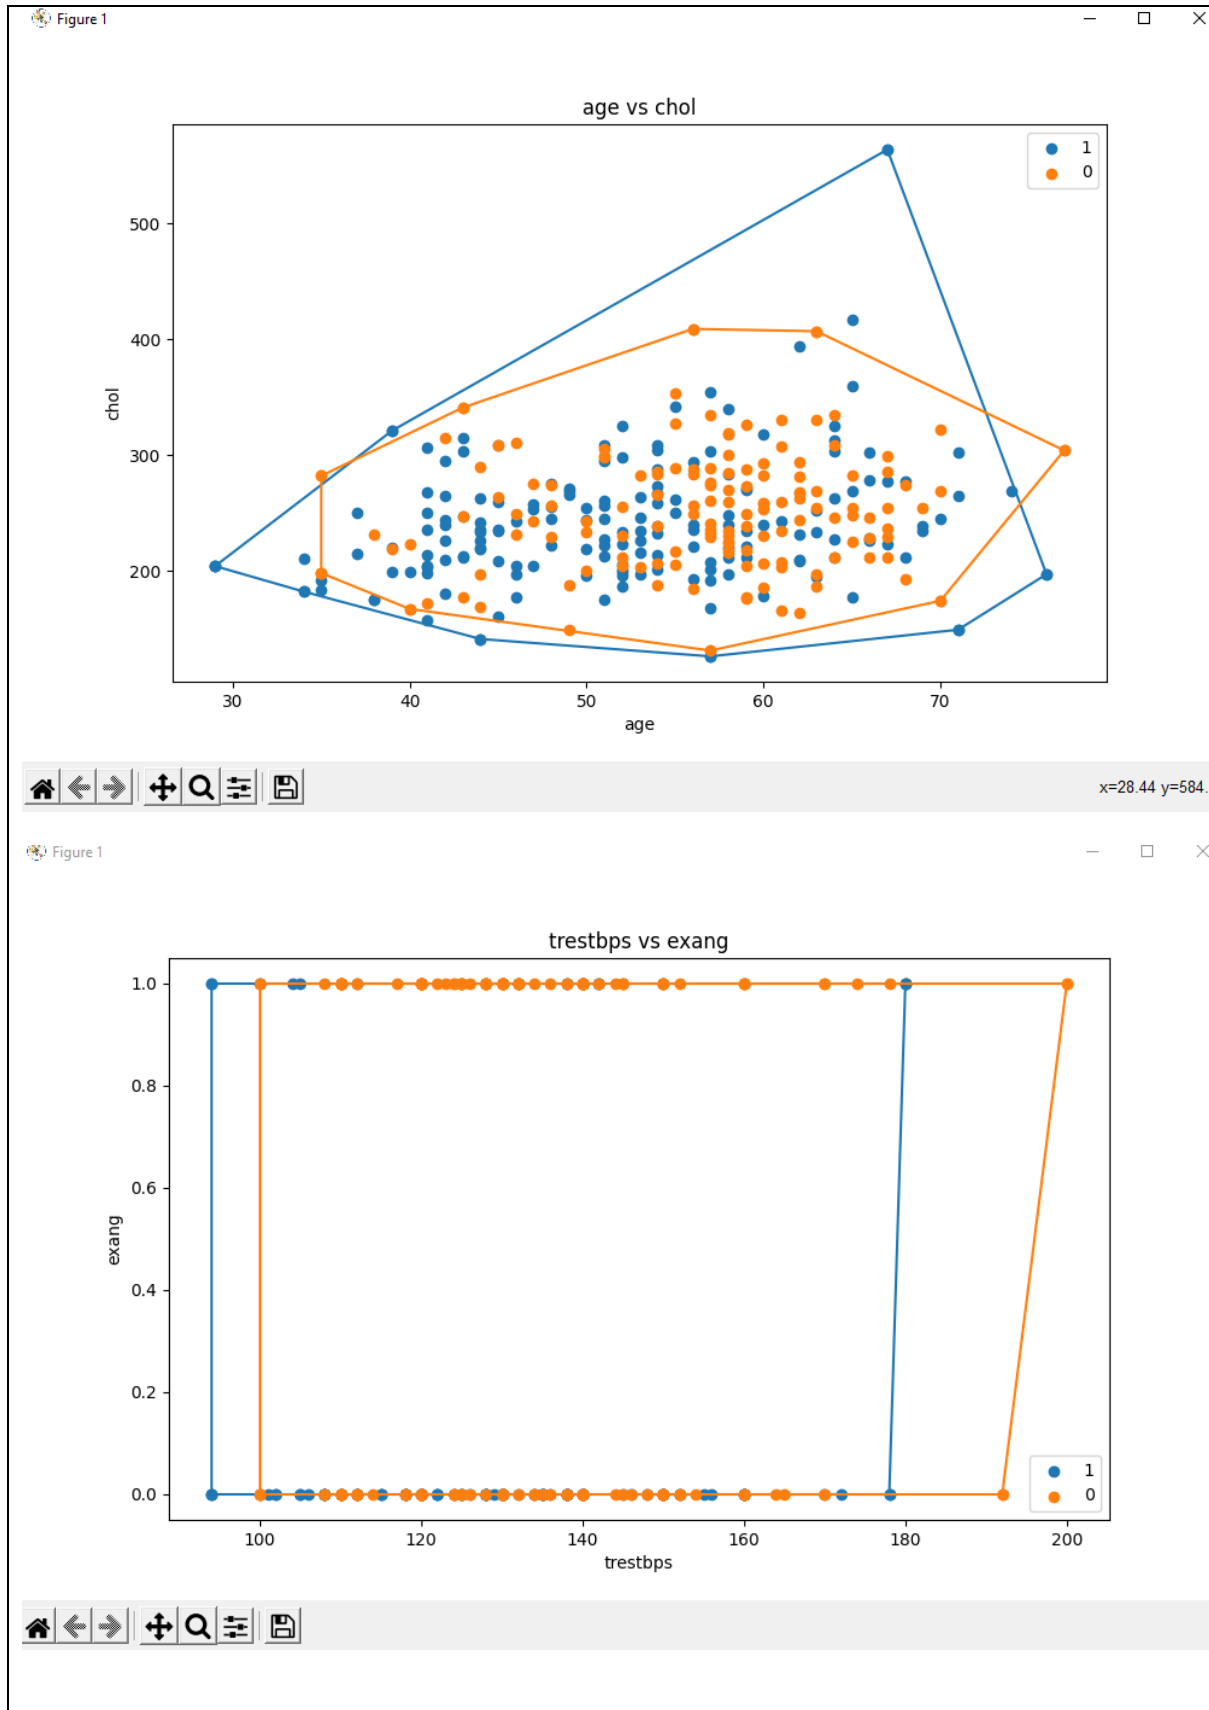 Figure 1
age vs chol
1
0
500
400
300
200
chol
30 40 50 60 70
age
x=28.44 y=584.
Figure 1
trestbps vs exang
1.0
0.8
0.6
0.4
0.2
0.0
exang
1
0
100 120 140 160 180 200
trestbps